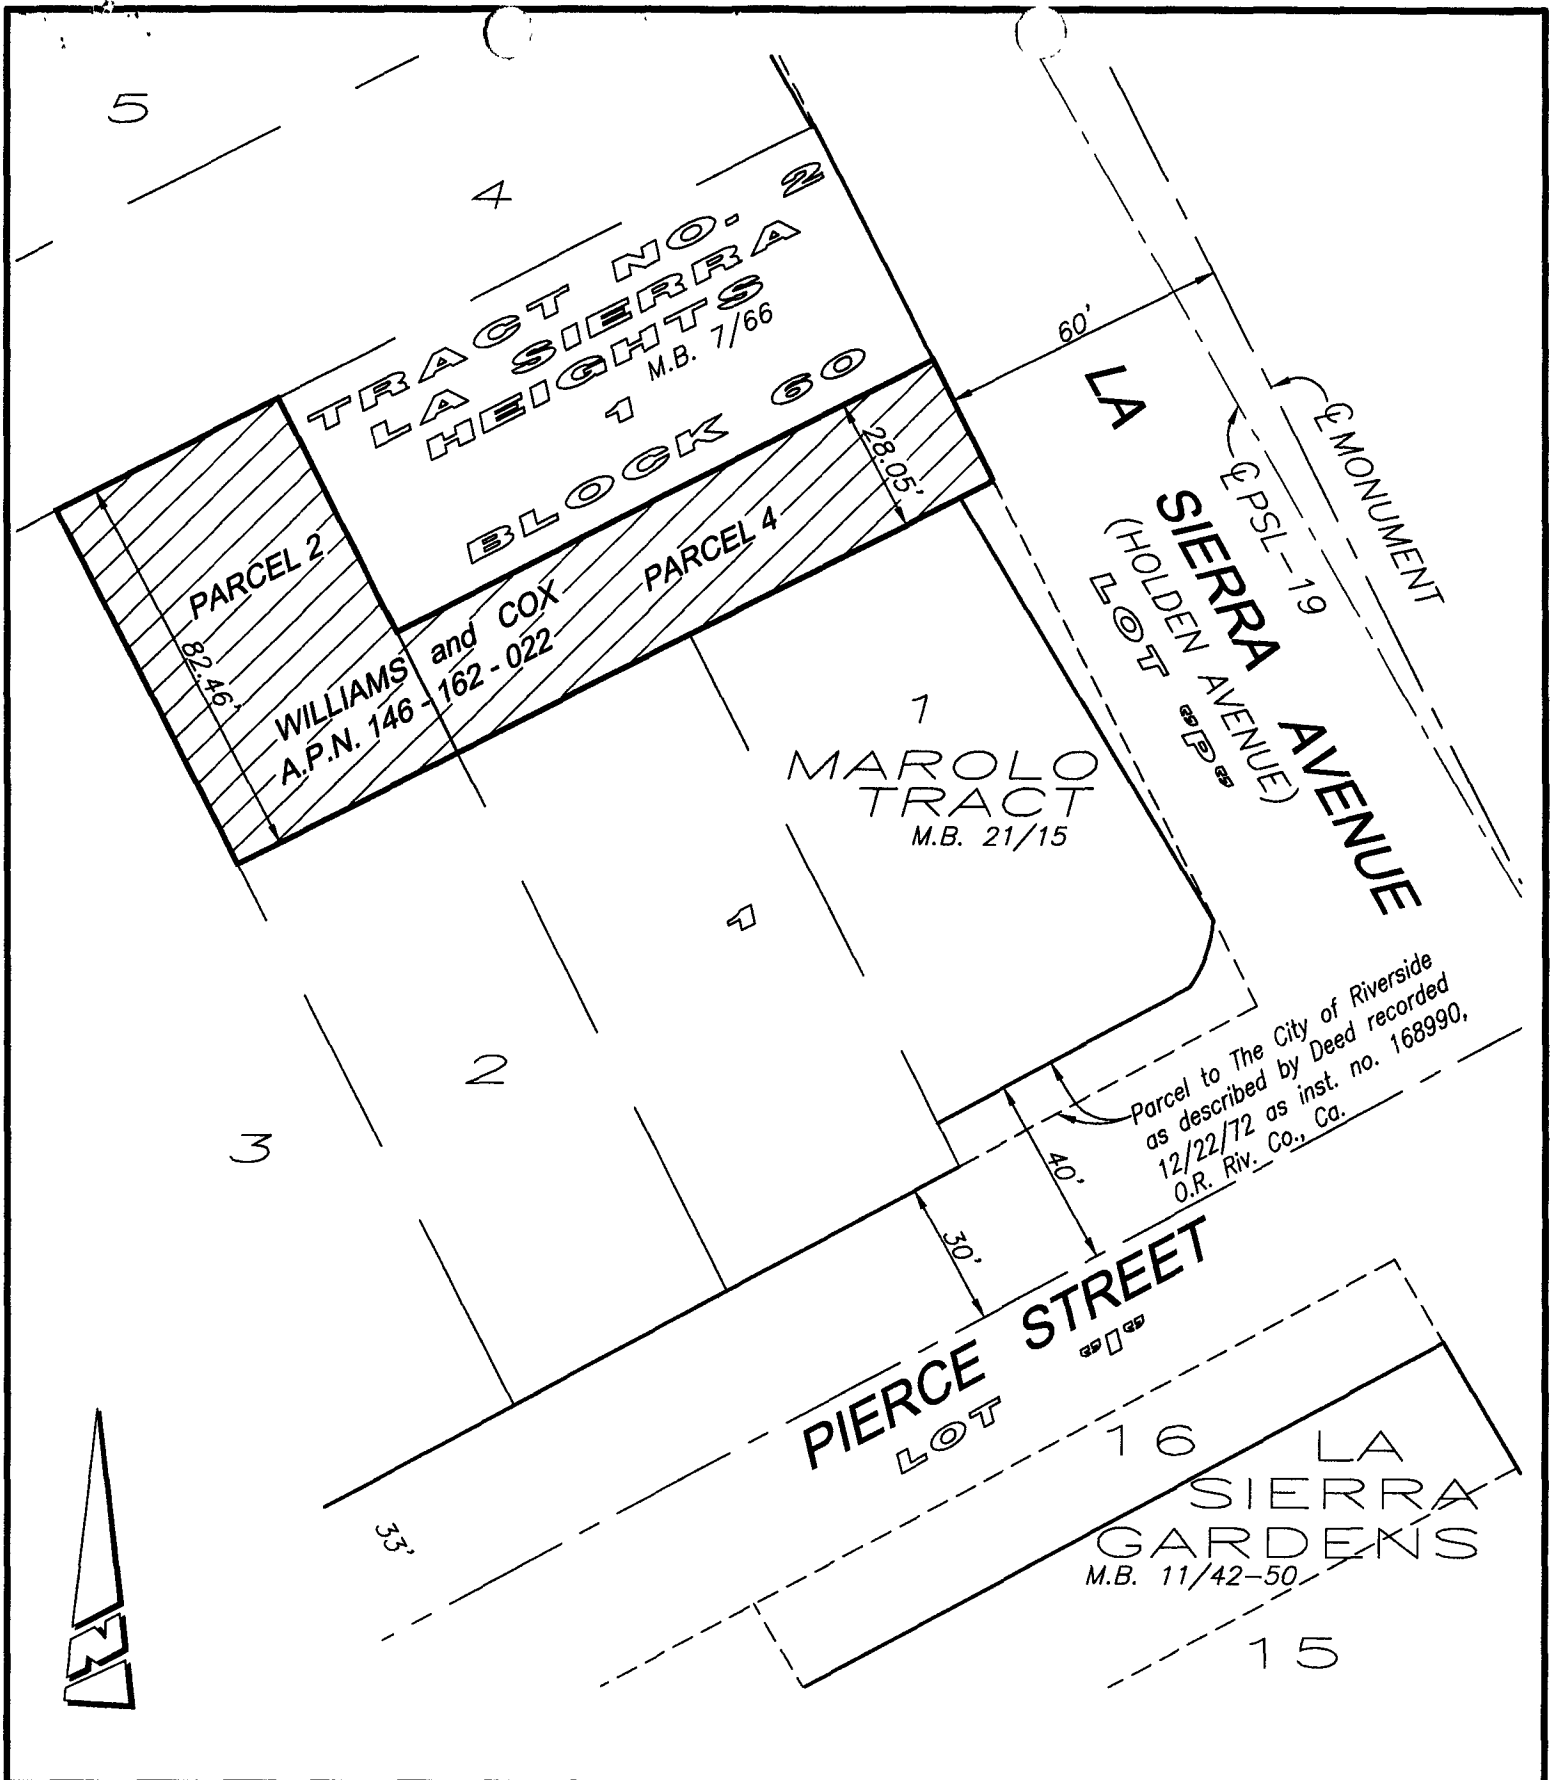 5
4
TRACT NO. 2
LA SIERRA
HEIGHTS
M.B. 7/66
1
BLOCK 60
60'
28.05'
LA SIERRA AVENUE
(HOLDEN AVENUE)
LOT "P"
℄ PSL-19
℄ MONUMENT
PARCEL 2
PARCEL 4
82.46'
WILLIAMS and COX
A.P.N. 146-162-022
1
MAROLO
TRACT
M.B. 21/15
1
2
3
Parcel to The City of Riverside
as described by Deed recorded
12/22/72 as inst. no. 168990,
O.R. Riv. Co., Ca.
40'
30'
PIERCE STREET
LOT "I"
33'
16
LA
SIERRA
GARDENS
M.B. 11/42-50
15
N